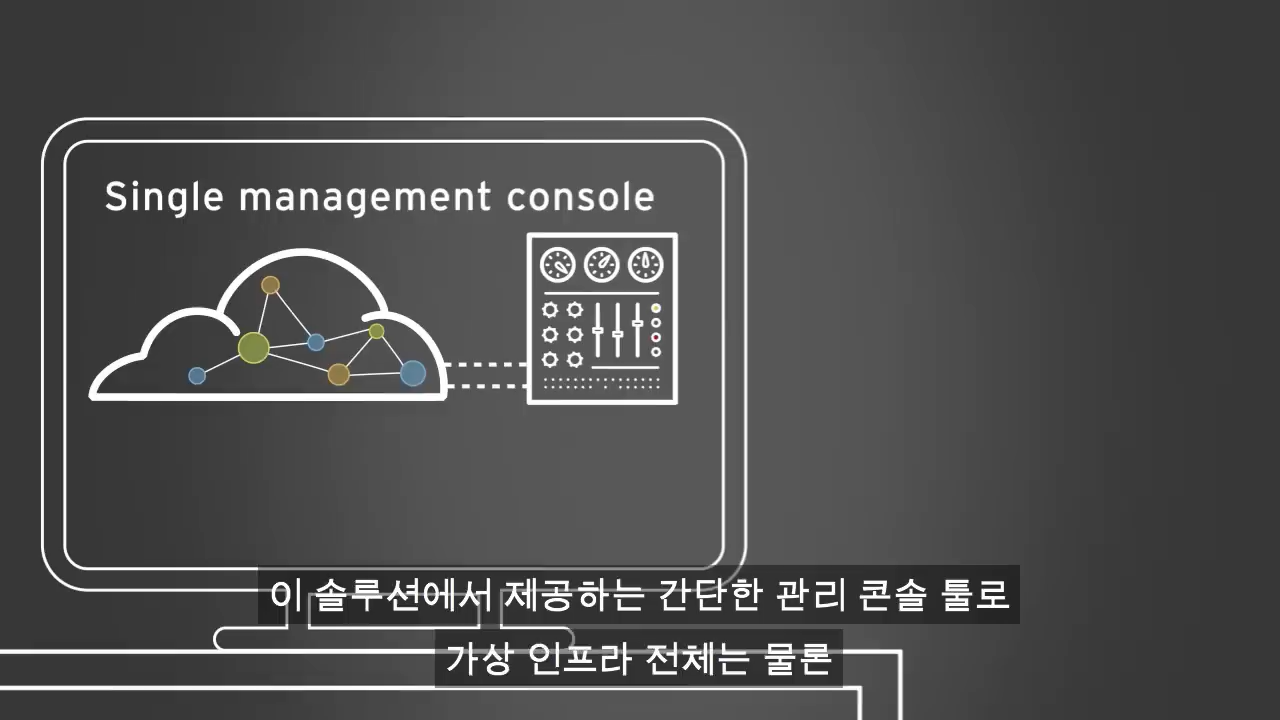 Single management console
이 솔루션에서 제공하는 간단한 관리 콘솔 툴로
가상 인프라 전체는 물론